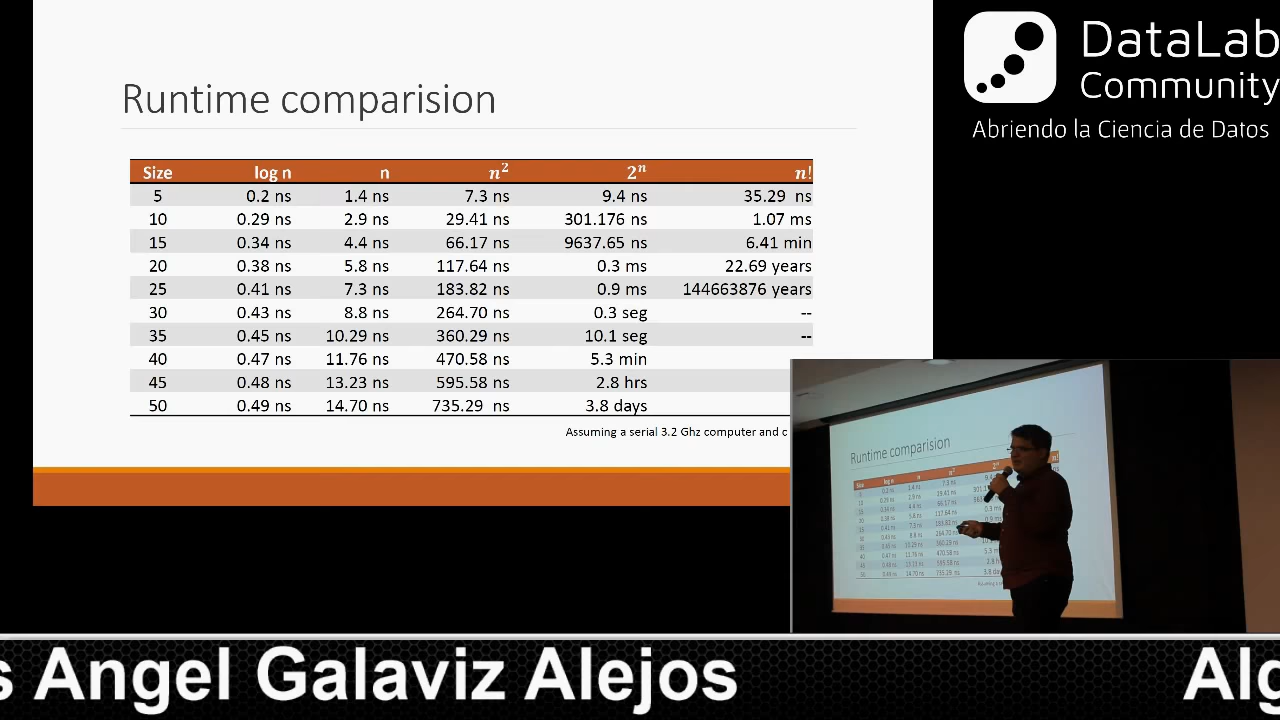 Runtime comparision
Size log n n n² 2ⁿ n!
5 0.2 ns 1.4 ns 7.3 ns 9.4 ns 35.29 ns
10 0.29 ns 2.9 ns 29.41 ns 301.176 ns 1.07 ms
15 0.34 ns 4.4 ns 66.17 ns 9637.65 ns 6.41 min
20 0.38 ns 5.8 ns 117.64 ns 0.3 ms 22.69 years
25 0.41 ns 7.3 ns 183.82 ns 0.9 ms 144663876 years
30 0.43 ns 8.8 ns 264.70 ns 0.3 seg --
35 0.45 ns 10.29 ns 360.29 ns 10.1 seg --
40 0.47 ns 11.76 ns 470.58 ns 5.3 min
45 0.48 ns 13.23 ns 595.58 ns 2.8 hrs
50 0.49 ns 14.70 ns 735.29 ns 3.8 days
Assuming a serial 3.2 Ghz computer and c
DataLab
Community
Abriendo la Ciencia de Datos
Runtime comparision
Size log n n n² 2ⁿ n!
s Angel Galaviz Alejos Alg